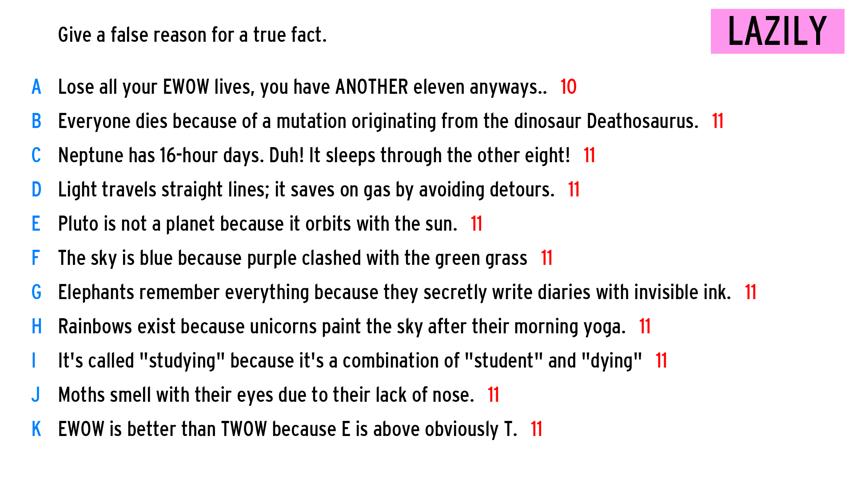 Give a false reason for a true fact.
LAZILY
A Lose all your EWOW lives, you have ANOTHER eleven anyways.. 10
B Everyone dies because of a mutation originating from the dinosaur Deathosaurus. 11
C Neptune has 16-hour days. Duh! It sleeps through the other eight! 11
D Light travels straight lines; it saves on gas by avoiding detours. 11
E Pluto is not a planet because it orbits with the sun. 11
F The sky is blue because purple clashed with the green grass 11
G Elephants remember everything because they secretly write diaries with invisible ink. 11
H Rainbows exist because unicorns paint the sky after their morning yoga. 11
I It's called "studying" because it's a combination of "student" and "dying" 11
J Moths smell with their eyes due to their lack of nose. 11
K EWOW is better than TWOW because E is above obviously T. 11